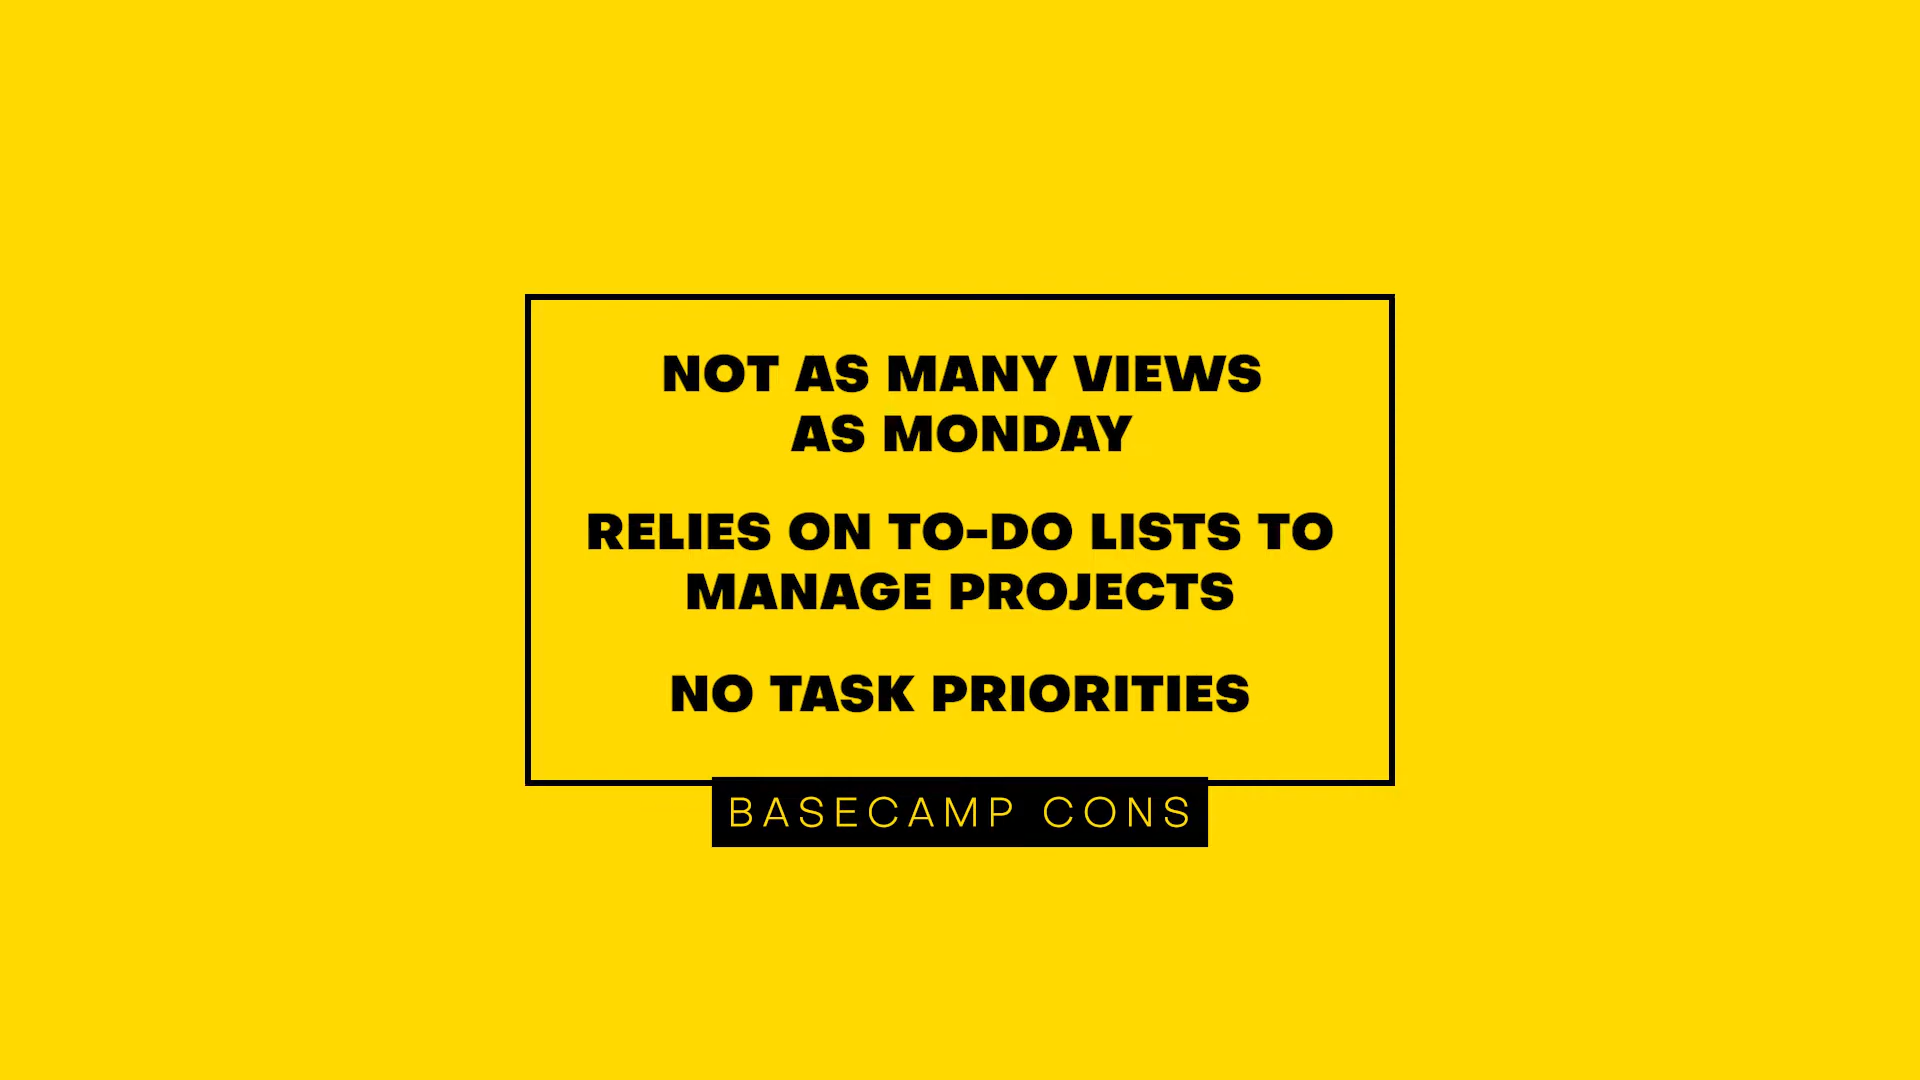 NOT AS MANY VIEWS
AS MONDAY
RELIES ON TO-DO LISTS TO
MANAGE PROJECTS
NO TASK PRIORITIES
BASECAMP CONS